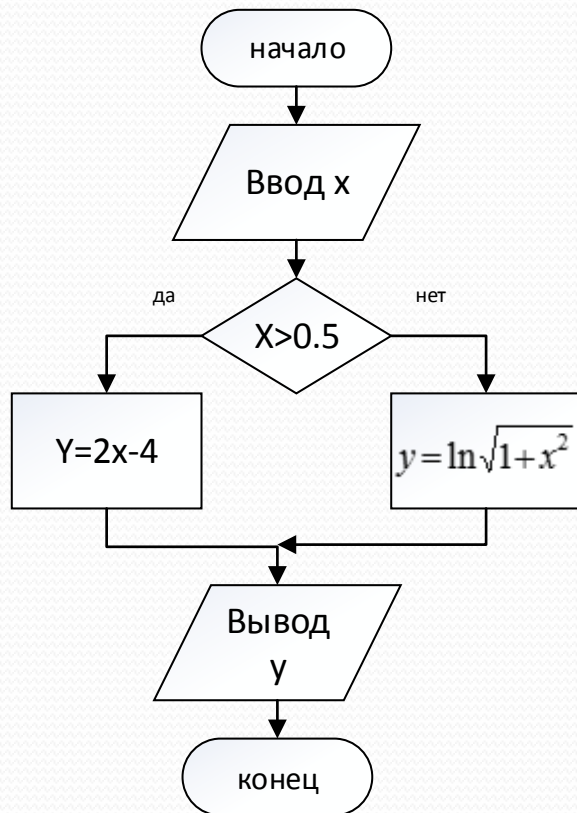 начало
Ввод x
да
нет
X>0.5
Y=2x-4
y=ln√1+x²
Вывод
y
конец